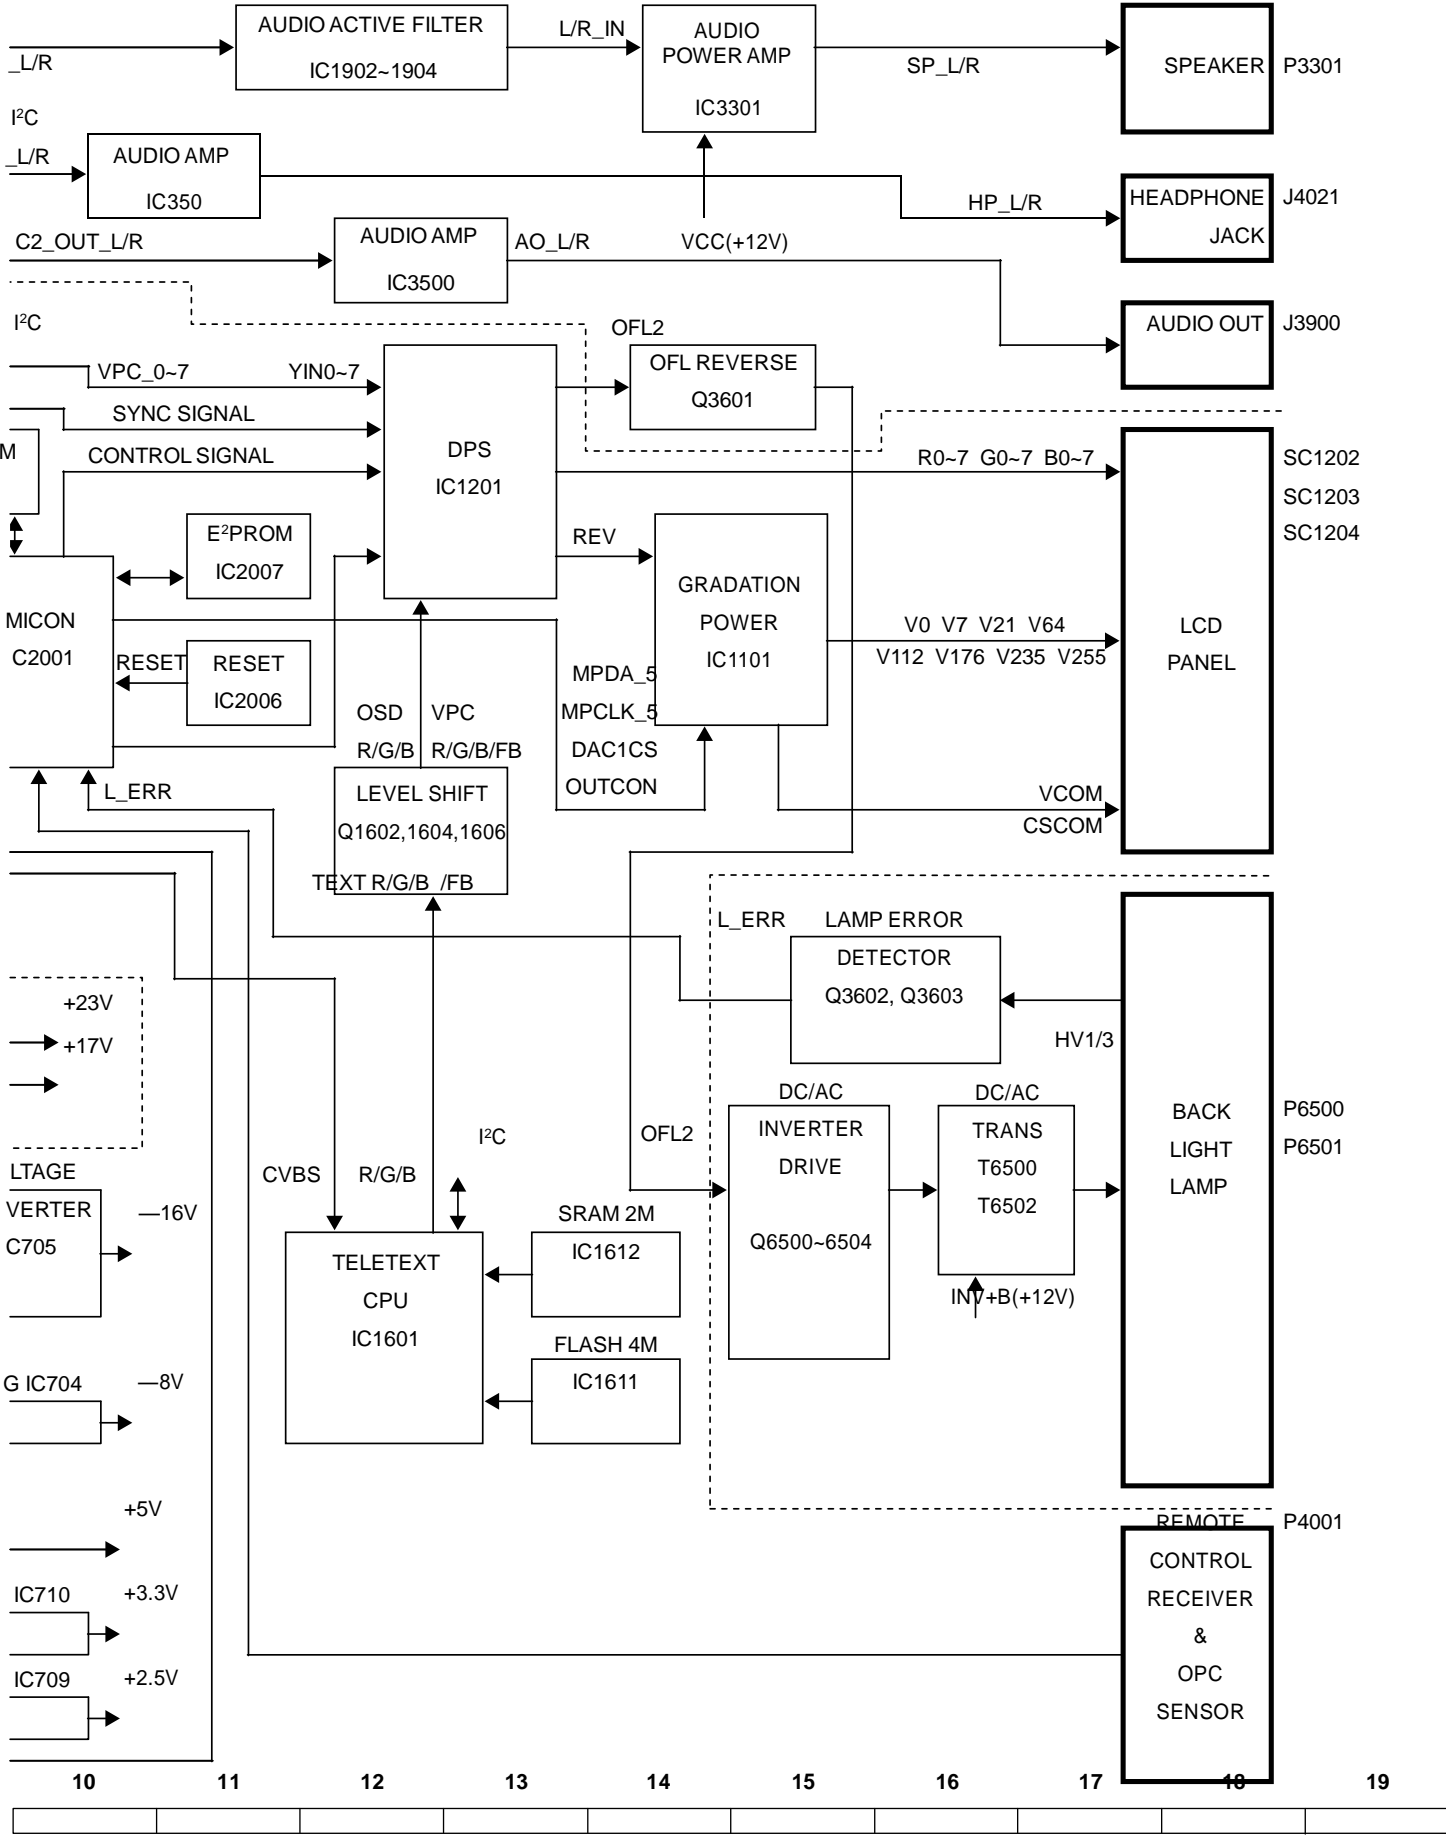 AUDIO ACTIVE FILTER
IC1902~1904
_L/R
L/R_IN
AUDIO
POWER AMP
IC3301
SP_L/R
SPEAKER
P3301
I²C
_L/R
AUDIO AMP
IC350
HP_L/R
HEADPHONE
JACK
J4021
C2_OUT_L/R
AUDIO AMP
IC3500
AO_L/R
VCC(+12V)
AUDIO OUT
J3900
I²C
OFL2
OFL REVERSE
Q3601
VPC_0~7
YIN0~7
SYNC SIGNAL
CONTROL SIGNAL
M
DPS
IC1201
R0~7 G0~7 B0~7
SC1202
SC1203
SC1204
E²PROM
IC2007
REV
GRADATION
POWER
IC1101
MICON
C2001
RESET
RESET
IC2006
V0 V7 V21 V64
V112 V176 V235 V255
LCD
PANEL
MPDA_5
MPCLK_5
DAC1CS
OUTCON
OSD
R/G/B
VPC
R/G/B/FB
L_ERR
LEVEL SHIFT
Q1602,1604,1606
TEXT R/G/B /FB
VCOM
CSCOM
L_ERR
LAMP ERROR
DETECTOR
Q3602, Q3603
HV1/3
+23V
+17V
DC/AC
INVERTER
DRIVE
Q6500~6504
DC/AC
TRANS
T6500
T6502
INV+B(+12V)
BACK
LIGHT
LAMP
P6500
P6501
OFL2
I²C
CVBS
R/G/B
LTAGE
VERTER
C705
—16V
TELETEXT
CPU
IC1601
SRAM 2M
IC1612
FLASH 4M
IC1611
G IC704
—8V
+5V
IC710
+3.3V
IC709
+2.5V
REMOTE
CONTROL
RECEIVER
&
OPC
SENSOR
P4001
10 11 12 13 14 15 16 17 18 19